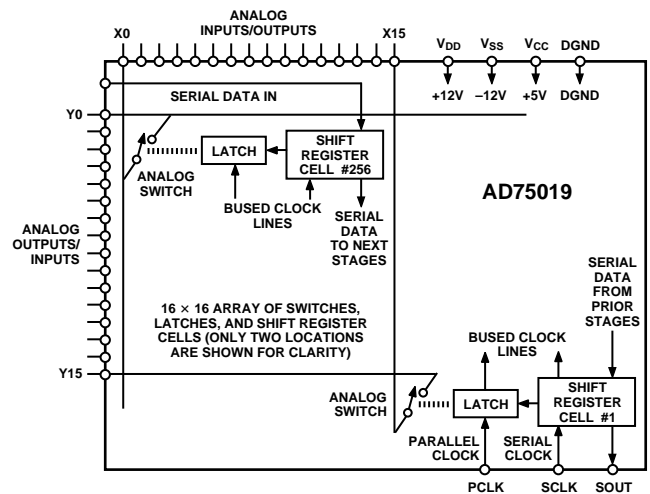 ANALOG
INPUTS/OUTPUTS
X0
X15
VDD
VSS
VCC
DGND
+12V
–12V
+5V
DGND
SERIAL DATA IN
Y0
ANALOG
SWITCH
LATCH
SHIFT
REGISTER
CELL #256
BUSED CLOCK
LINES
SERIAL
DATA
TO NEXT
STAGES
AD75019
ANALOG
OUTPUTS/
INPUTS
SERIAL
DATA
FROM
PRIOR
STAGES
16 × 16 ARRAY OF SWITCHES,
LATCHES, AND SHIFT REGISTER
CELLS (ONLY TWO LOCATIONS
ARE SHOWN FOR CLARITY)
BUSED CLOCK
LINES
Y15
ANALOG
SWITCH
LATCH
SHIFT
REGISTER
CELL #1
PARALLEL
CLOCK
SERIAL
CLOCK
PCLK
SCLK
SOUT